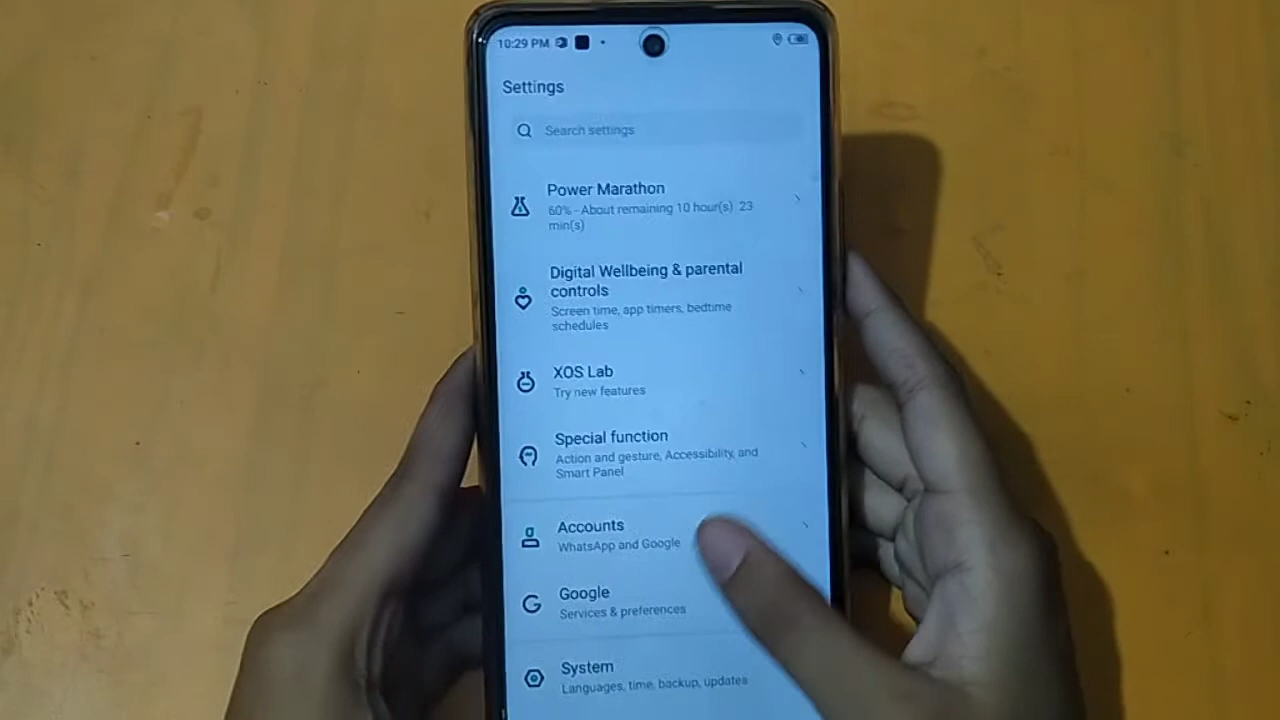 10:29 PM
Settings
Search settings
Power Marathon
60% - About remaining 10 hour(s) 23
min(s)
Digital Wellbeing & parental
controls
Screen time, app timers, bedtime
schedules
XOS Lab
Try new features
Special function
Action and gesture, Accessibility, and
Smart Panel
Accounts
WhatsApp and Google
Google
Services & preferences
System
Languages, time, backup, updates